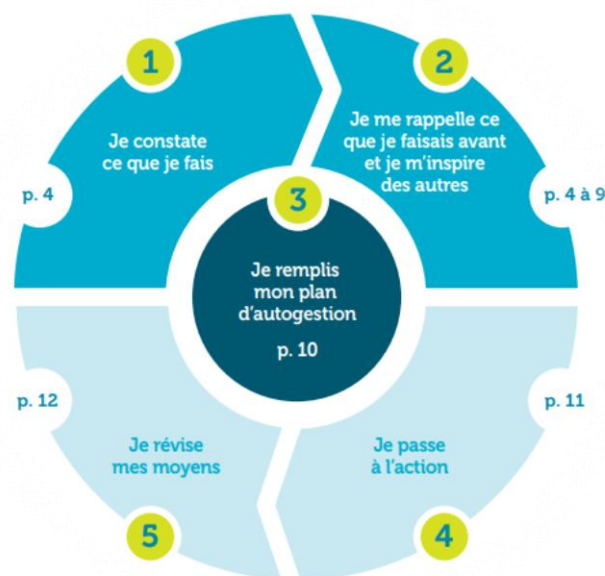 1
Je constate
ce que je fais
p. 4
2
Je me rappelle ce
que je faisais avant
et je m’inspire
des autres
p. 4 à 9
3
Je remplis
mon plan
d’autogestion
p. 10
p. 11
Je passe
à l’action
4
p. 12
Je révise
mes moyens
5